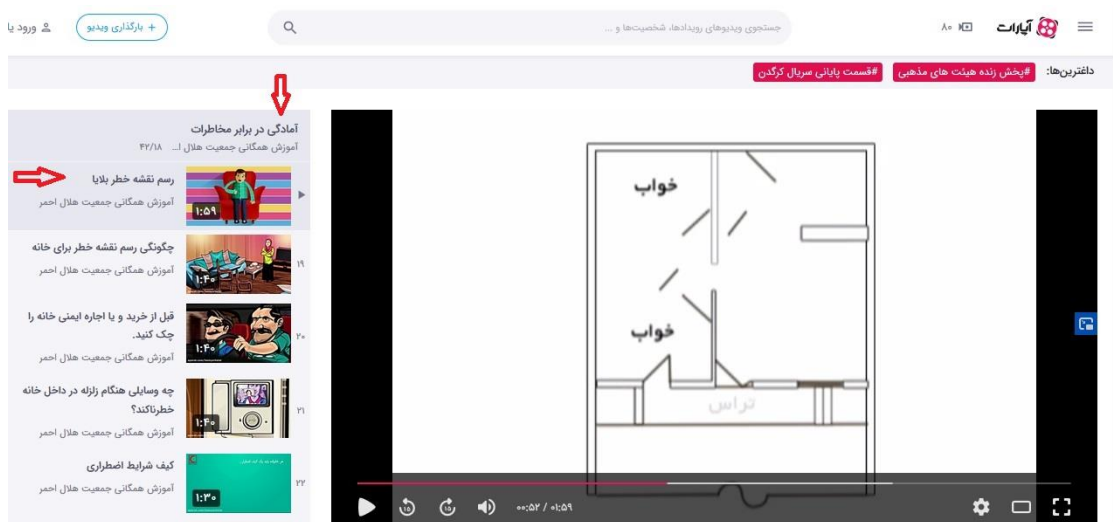 آپارات
۸۰
جستجوی ویدیوهای رویدادها، شخصیت‌ها و ...
+ بارگذاری ویدیو
ورود یا
داغ‌ترین‌ها: #پخش زنده هیئت های مذهبی #قسمت پایانی سریال کرگدن
خواب
خواب
تراس
۰۰:۵۲ / ۰۱:۵۹
۱۵
۱۵
آمادگی در برابر مخاطرات
آموزش همگانی جمعیت هلال ا... ۴۲/۱۸
رسم نقشه خطر بلایا
آموزش همگانی جمعیت هلال احمر
۱:۵۹
۱۹
چگونگی رسم نقشه خطر برای خانه
آموزش همگانی جمعیت هلال احمر
۱:۴۰
۲۰
قبل از خرید و یا اجاره ایمنی خانه را
چک کنید.
آموزش همگانی جمعیت هلال احمر
۱:۴۰
۲۱
چه وسایلی هنگام زلزله در داخل خانه
خطرناکند؟
آموزش همگانی جمعیت هلال احمر
۱:۴۰
۲۲
کیف شرایط اضطراری
آموزش همگانی جمعیت هلال احمر
۱:۳۰